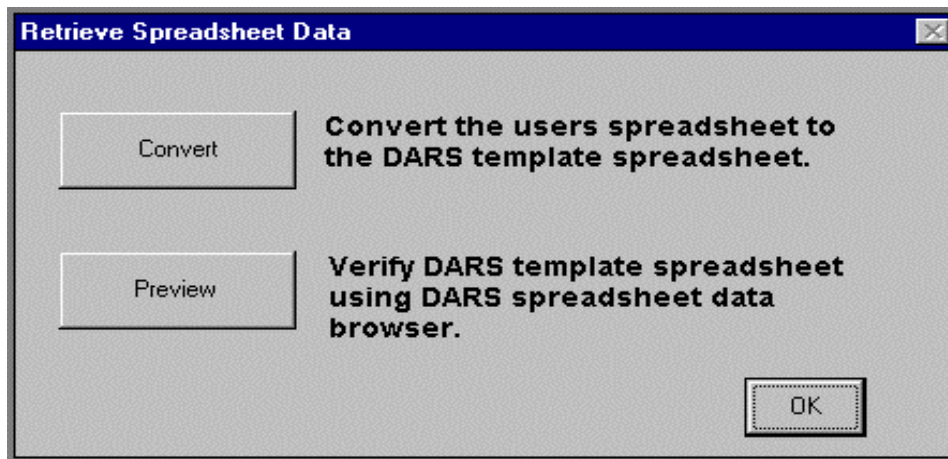 Retrieve Spreadsheet Data
Convert
Convert the users spreadsheet to
the DARS template spreadsheet.
Preview
Verify DARS template spreadsheet
using DARS spreadsheet data
browser.
OK